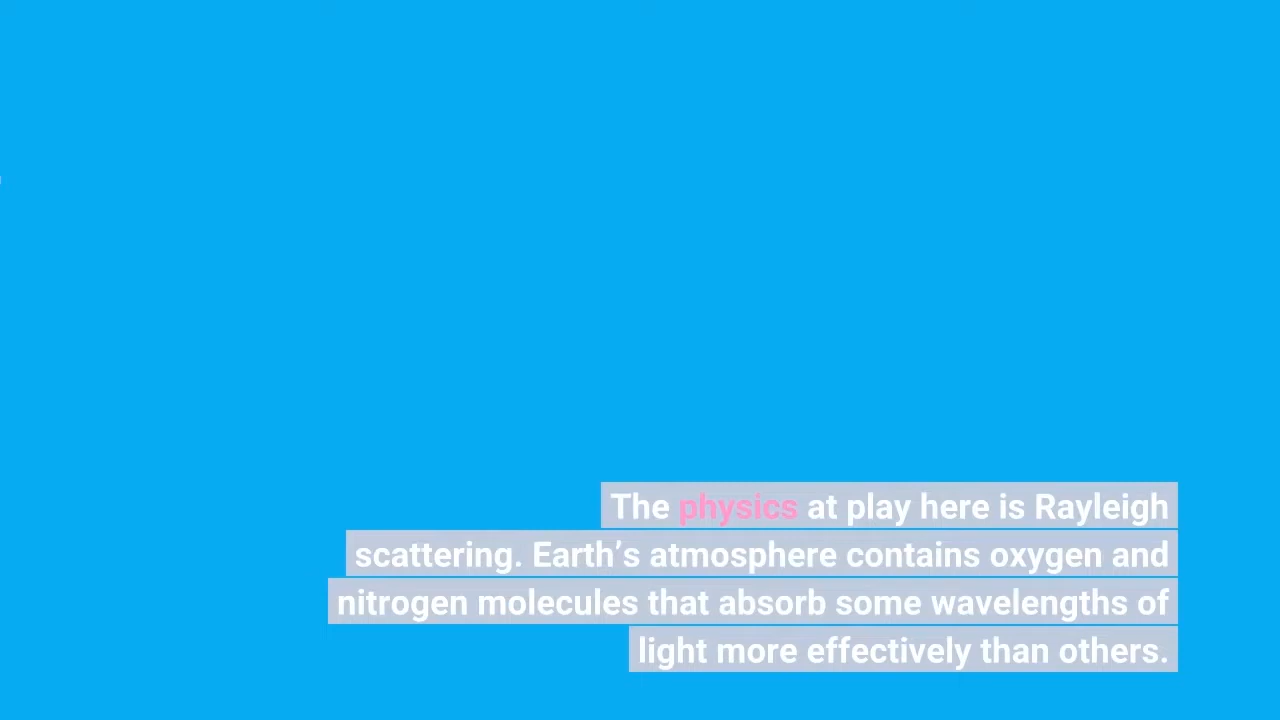 The physics at play here is Rayleigh
scattering. Earth’s atmosphere contains oxygen and
nitrogen molecules that absorb some wavelengths of
light more effectively than others.